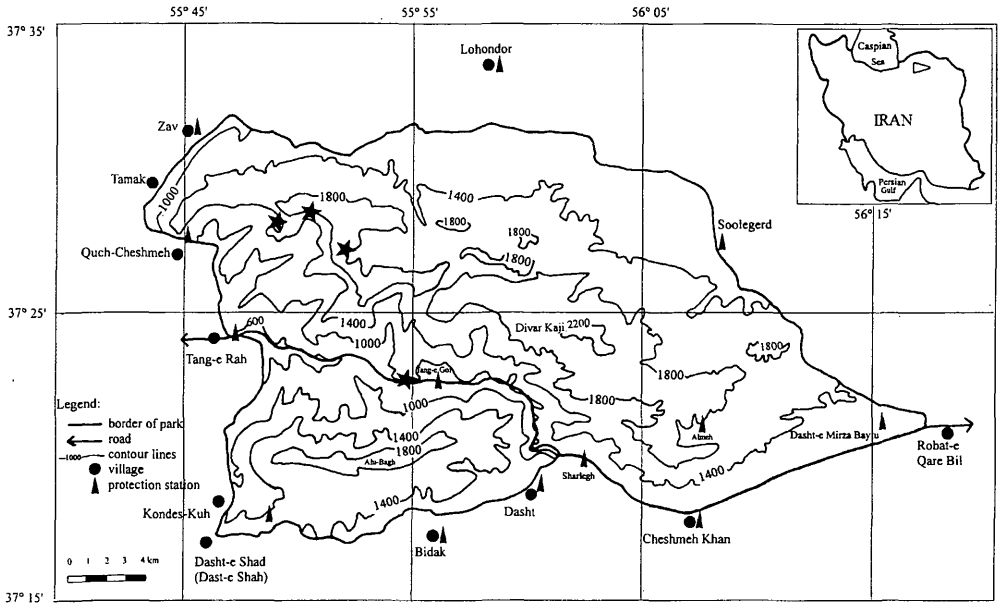 55° 45'
55° 55'
56° 05'
37° 35'
Lohondor
Caspian
Sea
IRAN
Persian
Gulf
56° 15'
Zav
Tamak
1000
1800
1400
1800
1800
1800
Soolegerd
Quch-Cheshmeh
37° 25'
600
1400
1000
Divar Kaji 2200
1800
Tang-e Rah
Tang-e Gol
1800
1800
1000
Legend:
border of park
road
-1000- contour lines
village
protection station
1400
1800
Ahi-Bagh
Almeh
Dasht-e Mirza Baylu
Robat-e
Qare Bil
1400
Sharlegh
1400
Kondes-Kuh
Dasht
Cheshmeh Khan
Bidak
Dasht-e Shad
(Dast-e Shah)
0 1 2 3 4 km
37° 15'